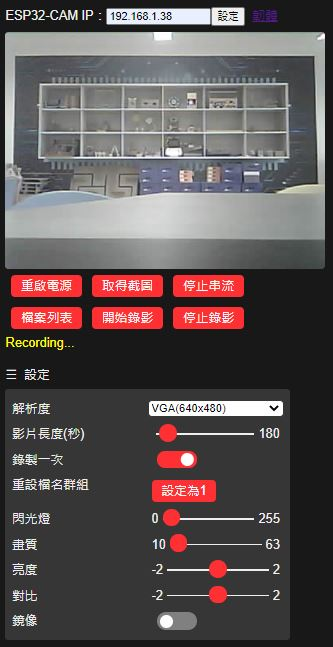 ESP32-CAM IP : 192.168.1.38 設定 韌體
重啟電源 取得截圖 停止串流
檔案列表 開始錄影 停止錄影
Recording...
☰ 設定
解析度 VGA(640x480)
影片長度(秒) 180
錄製一次
重設檔名群組 設定為1
閃光燈 0 255
畫質 10 63
亮度 -2 2
對比 -2 2
鏡像